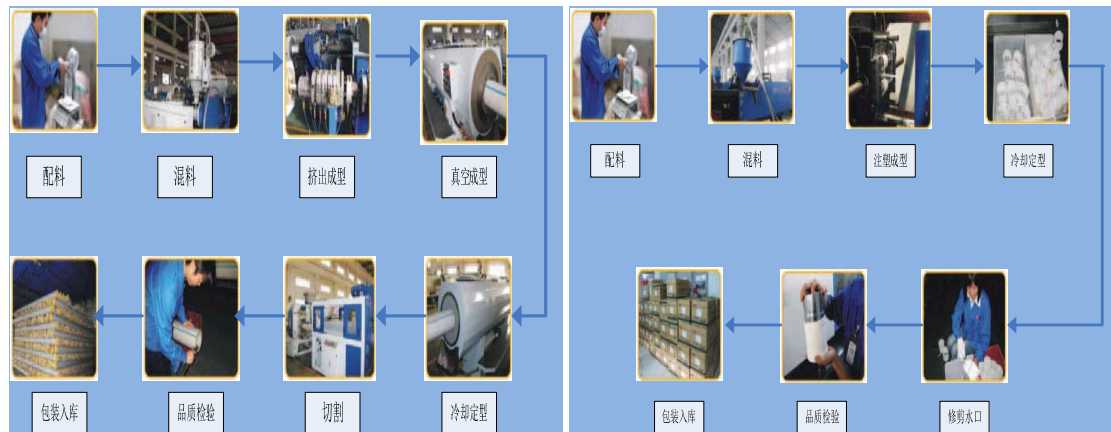 配料
混料
挤出成型
真空成型
冷却定型
切割
品质检验
包装入库
配料
混料
注塑成型
冷却定型
修剪水口
品质检验
包装入库